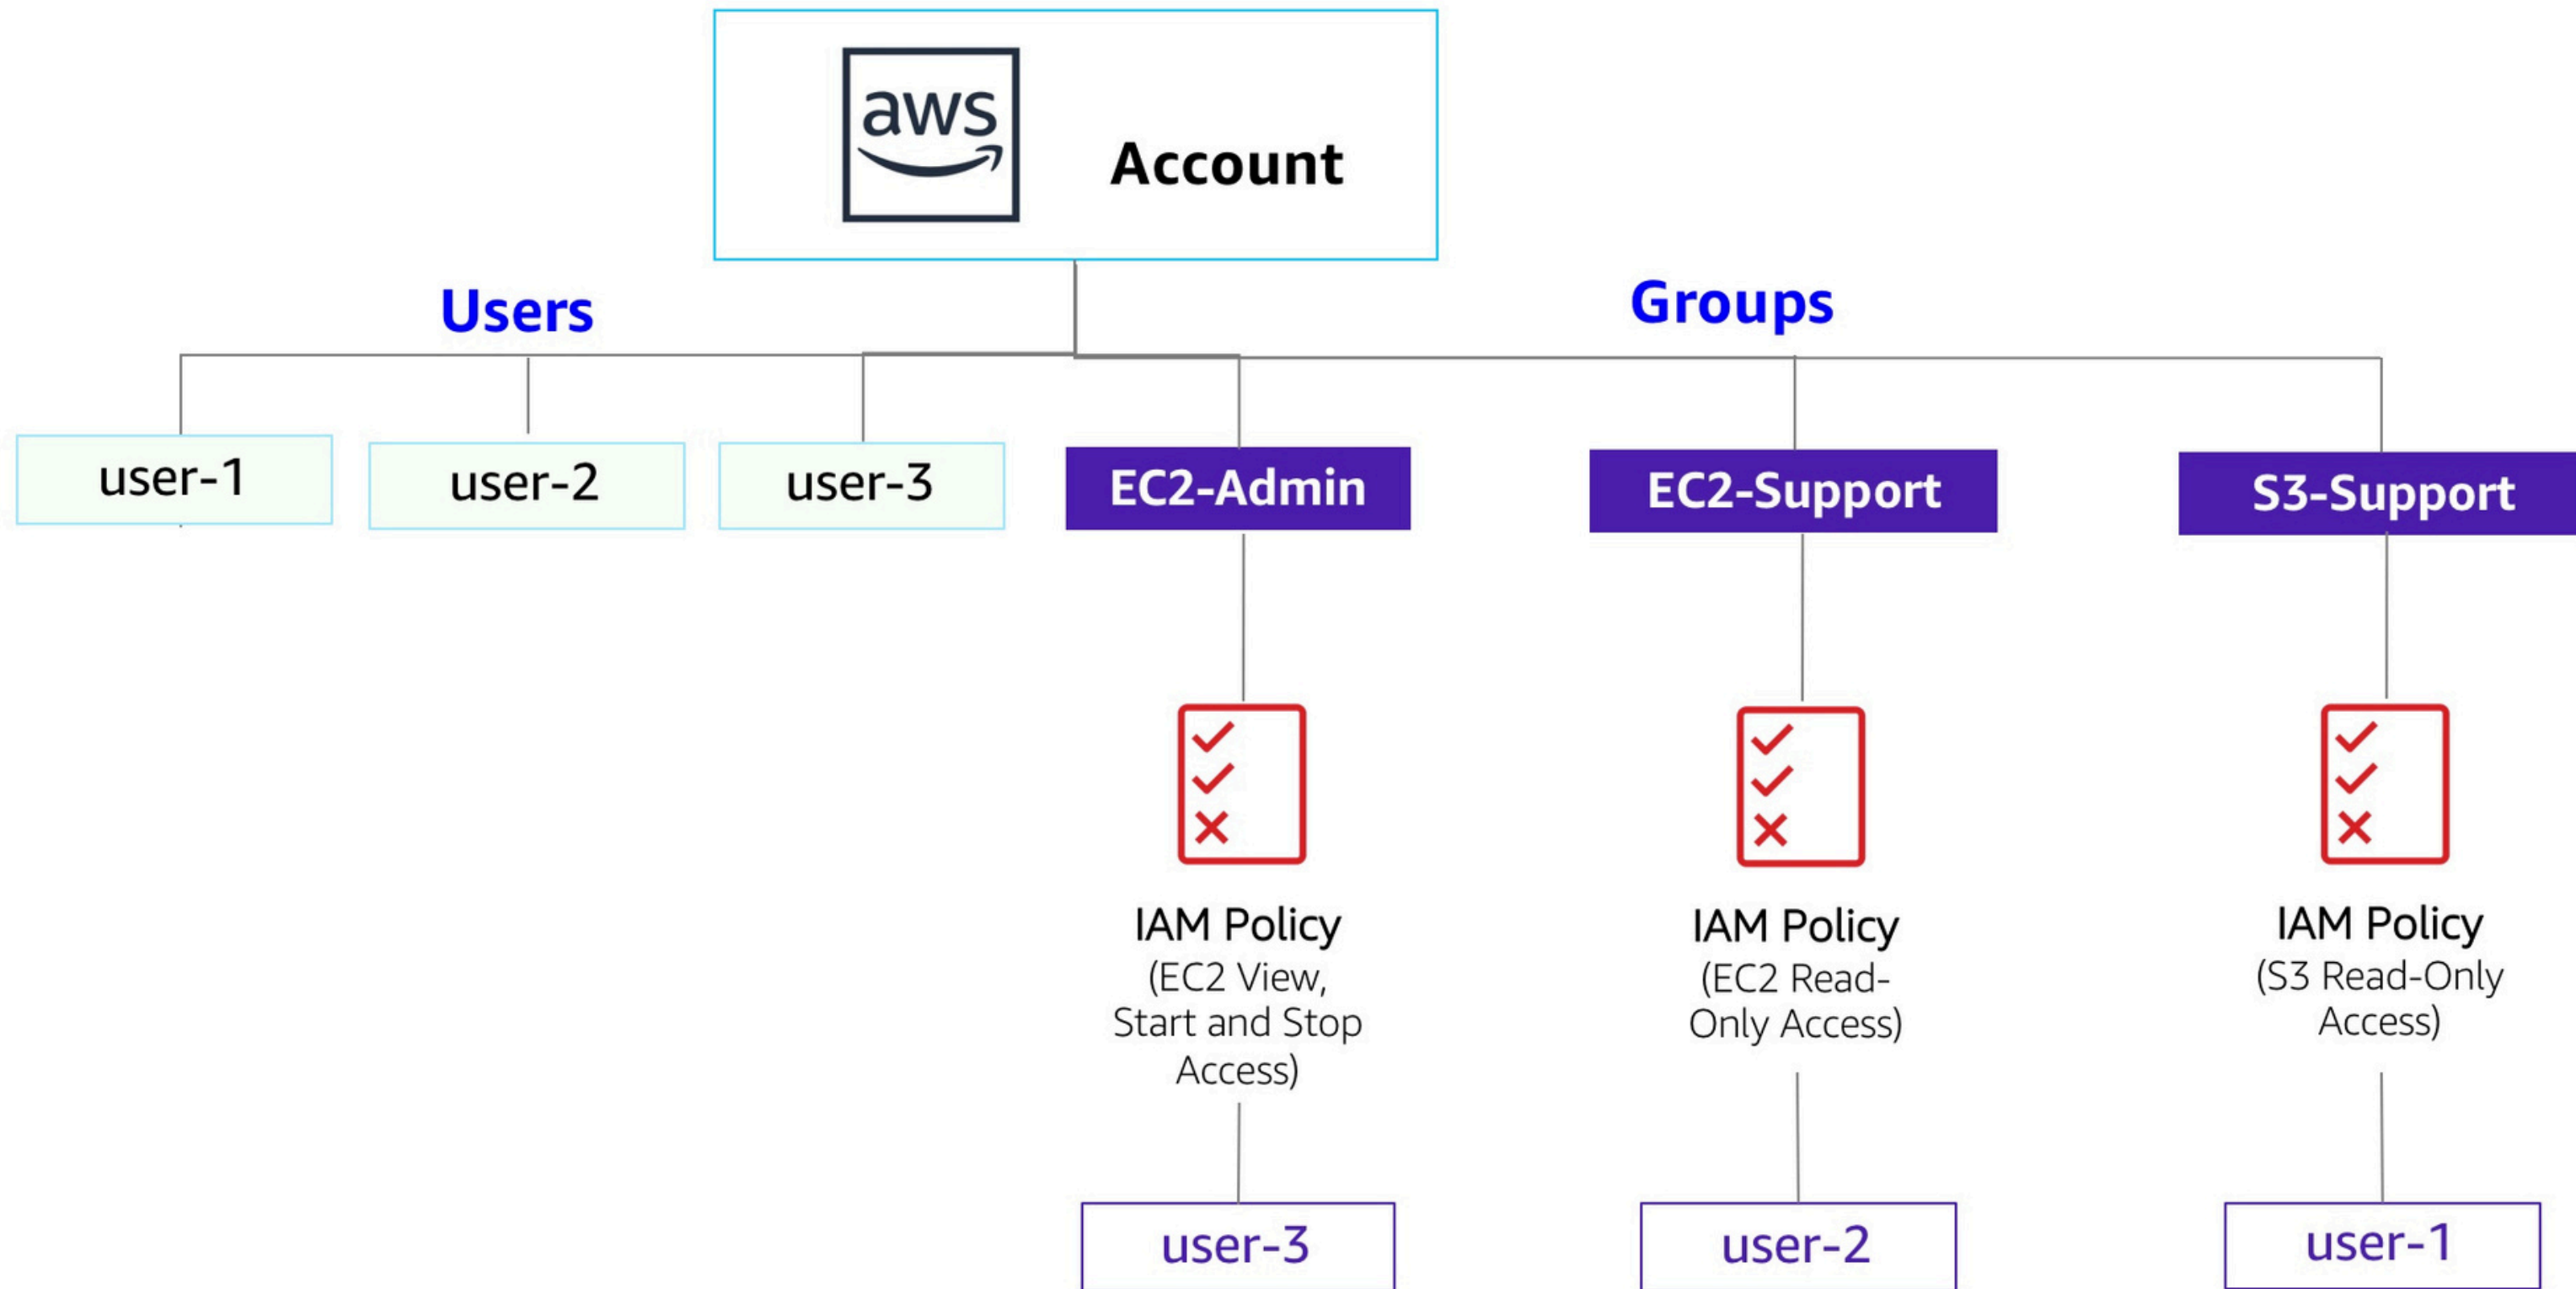 aws
Account
Users
Groups
user-1
user-2
user-3
EC2-Admin
EC2-Support
S3-Support
IAM Policy
(EC2 View,
Start and Stop
Access)
IAM Policy
(EC2 Read-
Only Access)
IAM Policy
(S3 Read-Only
Access)
user-3
user-2
user-1